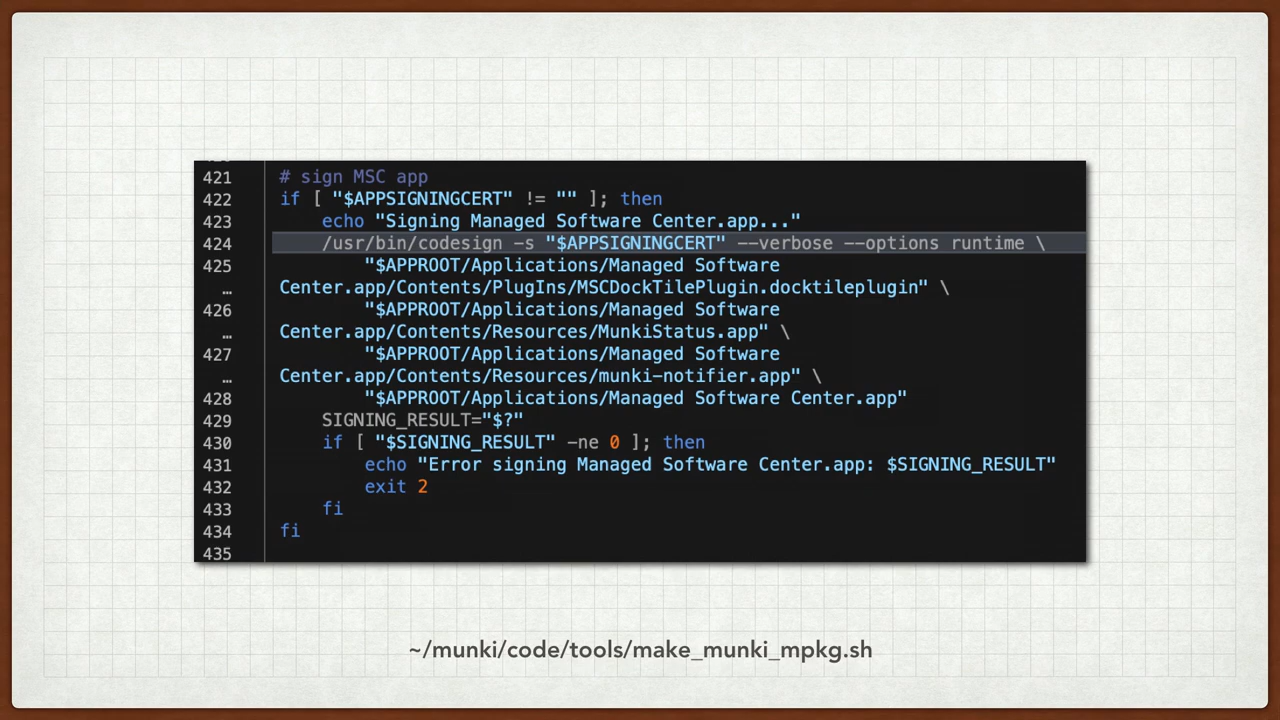 421 # sign MSC app
422 if [ "$APPSIGNINGCERT" != "" ]; then
423 echo "Signing Managed Software Center.app..."
424 /usr/bin/codesign -s "$APPSIGNINGCERT" --verbose --options runtime \
425 "$APPROOT/Applications/Managed Software
… Center.app/Contents/PlugIns/MSCDockTilePlugin.docktileplugin" \
426 "$APPROOT/Applications/Managed Software
… Center.app/Contents/Resources/MunkiStatus.app" \
427 "$APPROOT/Applications/Managed Software
… Center.app/Contents/Resources/munki-notifier.app" \
428 "$APPROOT/Applications/Managed Software Center.app"
429 SIGNING_RESULT="$?"
430 if [ "$SIGNING_RESULT" -ne 0 ]; then
431 echo "Error signing Managed Software Center.app: $SIGNING_RESULT"
432 exit 2
433 fi
434 fi
435
~/munki/code/tools/make_munki_mpkg.sh